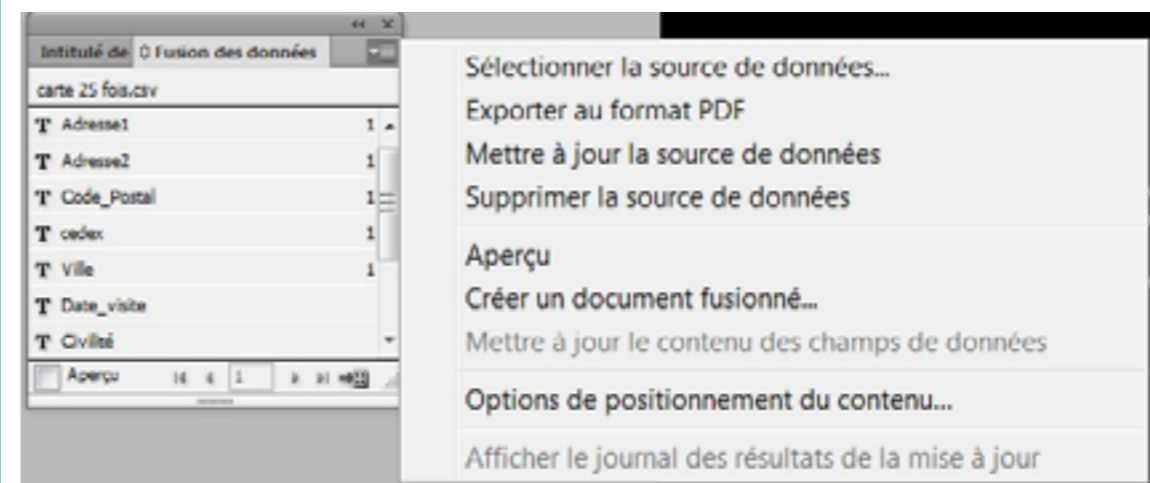 Intitulé de
Fusion des données
carte 25 fois.csv
T Adresse1 1
T Adresse2 1
T Code_Postal 1
T cedex 1
T Ville 1
T Date_visite
T Civilité
Aperçu 1
Sélectionner la source de données...
Exporter au format PDF
Mettre à jour la source de données
Supprimer la source de données
Aperçu
Créer un document fusionné...
Mettre à jour le contenu des champs de données
Options de positionnement du contenu...
Afficher le journal des résultats de la mise à jour